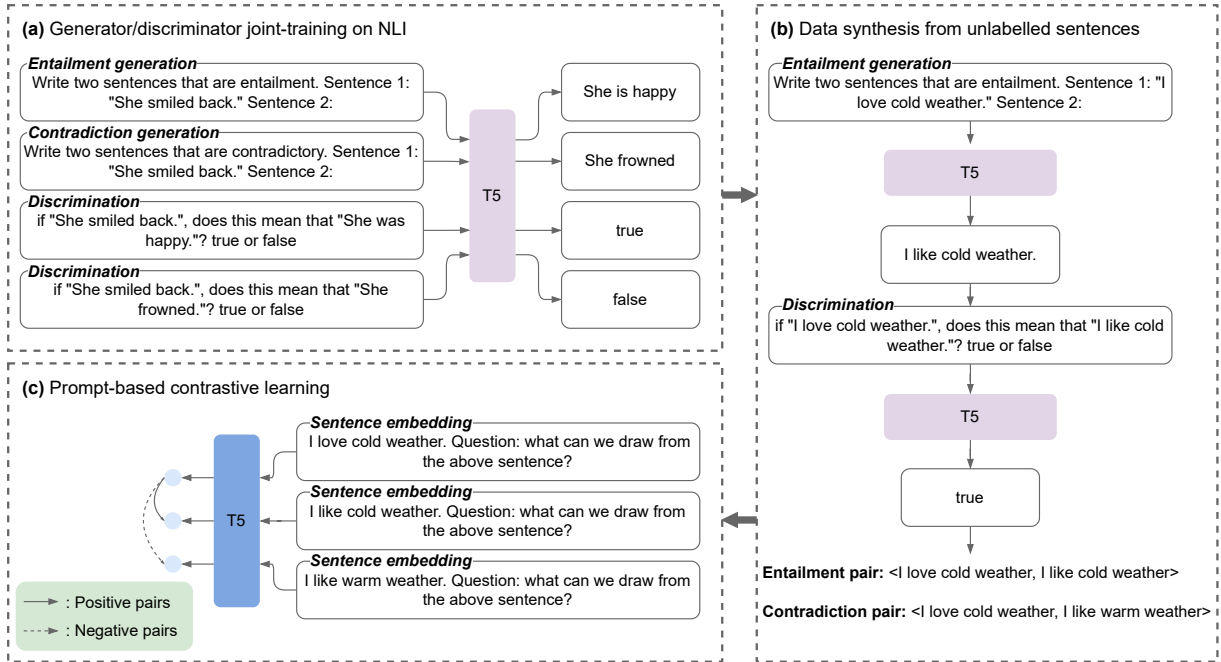 (a) Generator/discriminator joint-training on NLI
Entailment generation
Write two sentences that are entailment. Sentence 1:
"She smiled back." Sentence 2:
Contradiction generation
Write two sentences that are contradictory. Sentence 1:
"She smiled back." Sentence 2:
Discrimination
if "She smiled back.", does this mean that "She was
happy."? true or false
Discrimination
if "She smiled back.", does this mean that "She
frowned."? true or false
T5
She is happy
She frowned
true
false
(b) Data synthesis from unlabelled sentences
Entailment generation
Write two sentences that are entailment. Sentence 1: "I
love cold weather." Sentence 2:
T5
I like cold weather.
Discrimination
if "I love cold weather.", does this mean that "I like cold
weather."? true or false
T5
true
Entailment pair: <I love cold weather, I like cold weather>
Contradiction pair: <I love cold weather, I like warm weather>
(c) Prompt-based contrastive learning
Sentence embedding
I love cold weather. Question: what can we draw from
the above sentence?
Sentence embedding
I like cold weather. Question: what can we draw from
the above sentence?
Sentence embedding
I like warm weather. Question: what can we draw from
the above sentence?
T5
: Positive pairs
: Negative pairs